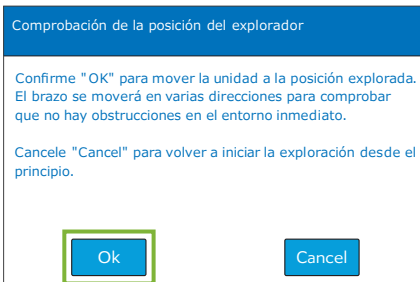 Comprobación de la posición del explorador
Confirme "OK" para mover la unidad a la posición explorada.
El brazo se moverá en varias direcciones para comprobar
que no hay obstrucciones en el entorno inmediato.
Cancele "Cancel" para volver a iniciar la exploración desde el
principio.
Ok
Cancel